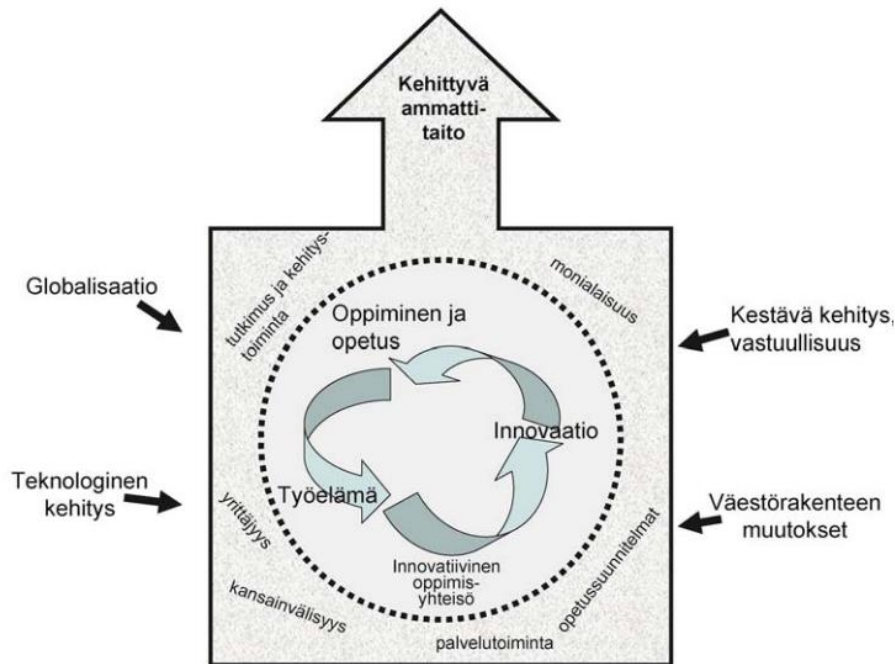 Kehittyvä
ammatti-
taito
Globalisaatio
tutkimus ja kehitys-
toiminta
monialaisuus
Oppiminen ja
opetus
Kestävä kehitys,
vastuullisuus
Innovaatio
Teknologinen
kehitys
Työelämä
yrittäjyys
Väestörakenteen
muutokset
Innovatiivinen
oppimis-
yhteisö
opetussuunnitelmat
kansainvälisyys
palvelutoiminta